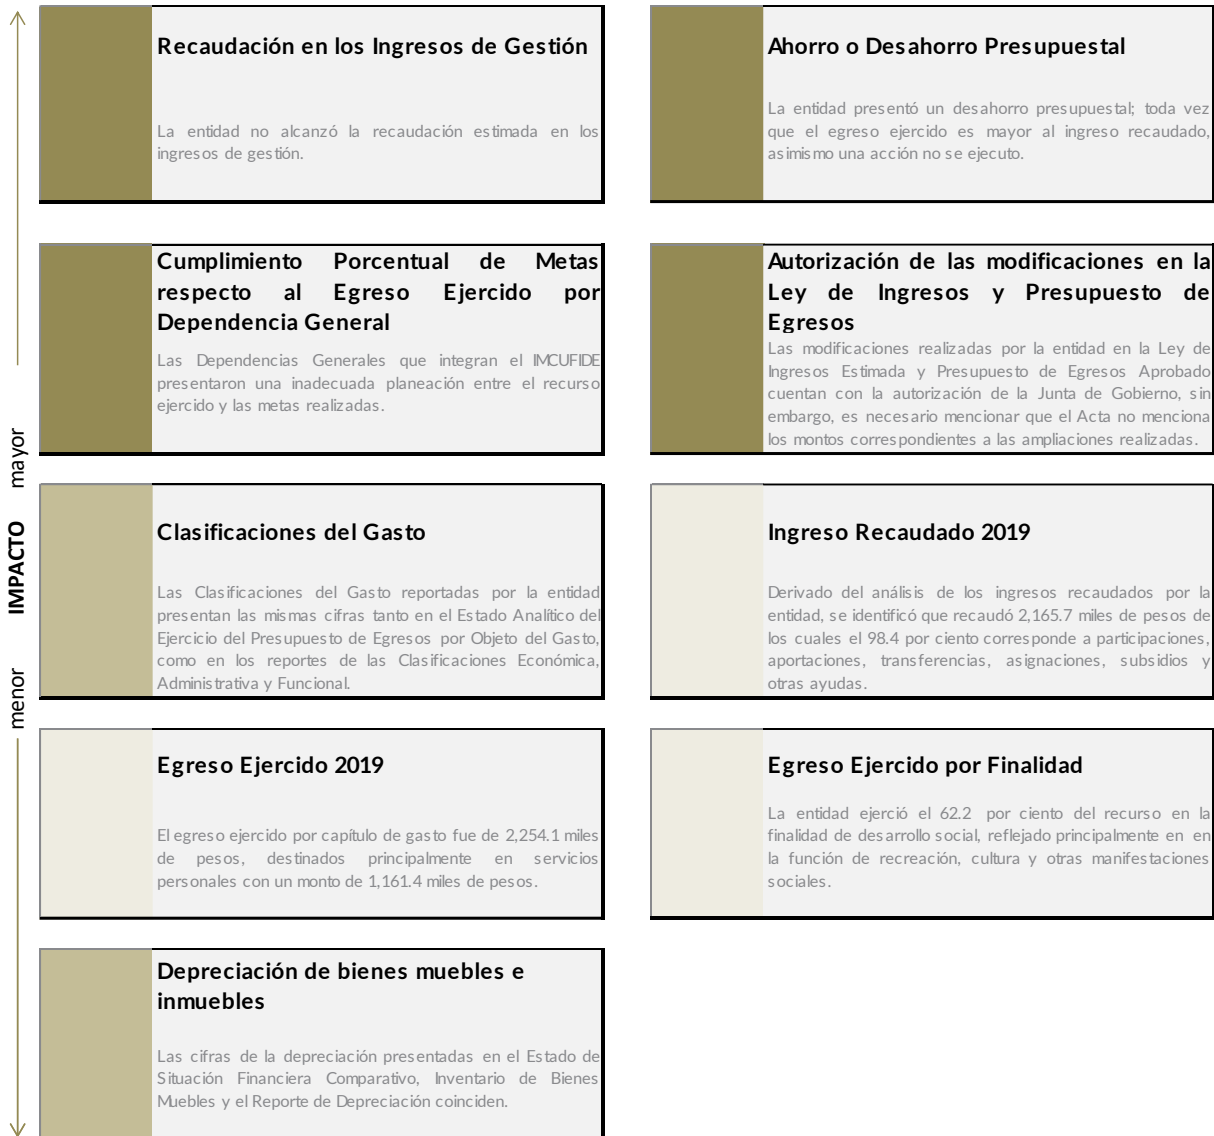 Recaudación en los Ingresos de Gestión
La entidad no alcanzó la recaudación estimada en los
ingresos de gestión.
Ahorro o Desahorro Presupuestal
La entidad presentó un desahorro presupuestal; toda vez
que el egreso ejercido es mayor al ingreso recaudado,
asimismo una acción no se ejecuto.
Cumplimiento Porcentual de Metas
respecto al Egreso Ejercido por
Dependencia General
Las Dependencias Generales que integran el IMCUFIDE
presentaron una inadecuada planeación entre el recurso
ejercido y las metas realizadas.
Autorización de las modificaciones en la
Ley de Ingresos y Presupuesto de
Egresos
Las modificaciones realizadas por la entidad en la Ley de
Ingresos Estimada y Presupuesto de Egresos Aprobado
cuentan con la autorización de la Junta de Gobierno, sin
embargo, es necesario mencionar que el Acta no menciona
los montos correspondientes a las ampliaciones realizadas.
mayor
IMPACTO
menor
Clasificaciones del Gasto
Las Clasificaciones del Gasto reportadas por la entidad
presentan las mismas cifras tanto en el Estado Analítico del
Ejercicio del Presupuesto de Egresos por Objeto del Gasto,
como en los reportes de las Clasificaciones Económica,
Administrativa y Funcional.
Ingreso Recaudado 2019
Derivado del análisis de los ingresos recaudados por la
entidad, se identificó que recaudó 2,165.7 miles de pesos de
los cuales el 98.4 por ciento corresponde a participaciones,
aportaciones, transferencias, asignaciones, subsidios y
otras ayudas.
Egreso Ejercido 2019
El egreso ejercido por capítulo de gasto fue de 2,254.1 miles
de pesos, destinados principalmente en servicios
personales con un monto de 1,161.4 miles de pesos.
Egreso Ejercido por Finalidad
La entidad ejerció el 62.2 por ciento del recurso en la
finalidad de desarrollo social, reflejado principalmente en en
la función de recreación, cultura y otras manifestaciones
sociales.
Depreciación de bienes muebles e
inmuebles
Las cifras de la depreciación presentadas en el Estado de
Situación Financiera Comparativo, Inventario de Bienes
Muebles y el Reporte de Depreciación coinciden.